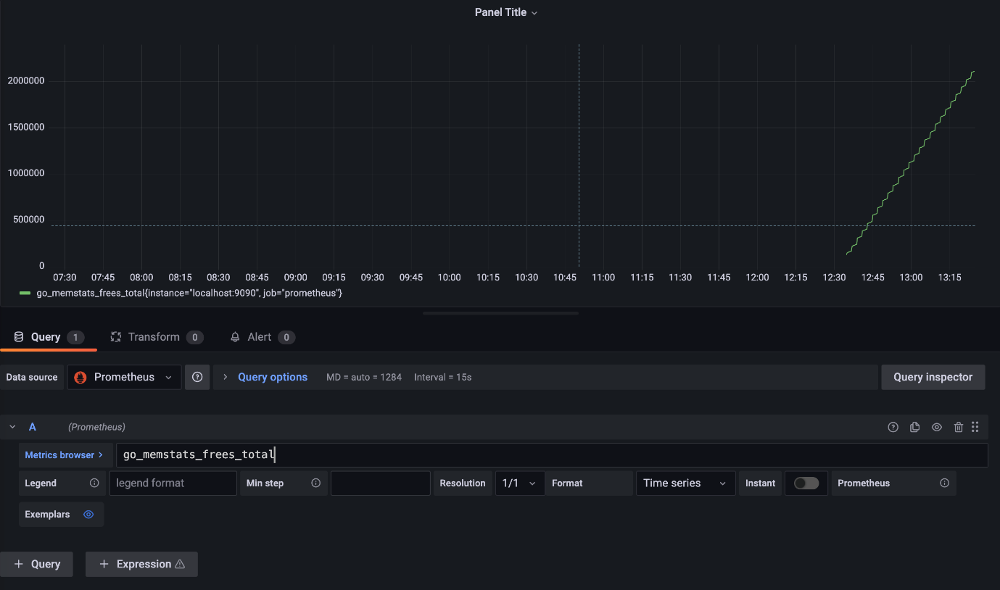 Panel Title
2000000
1500000
1000000
500000
0
07:30 07:45 08:00 08:15 08:30 08:45 09:00 09:15 09:30 09:45 10:00 10:15 10:30 10:45 11:00 11:15 11:30 11:45 12:00 12:15 12:30 12:45 13:00 13:15
go_memstats_frees_total{instance="localhost:9090", job="prometheus"}
Query 1 Transform 0 Alert 0
Data source Prometheus Query options MD = auto = 1284 Interval = 15s Query inspector
A (Prometheus)
Metrics browser > go_memstats_frees_total
Legend legend format Min step Resolution 1/1 Format Time series Instant Prometheus
Exemplars
+ Query + Expression